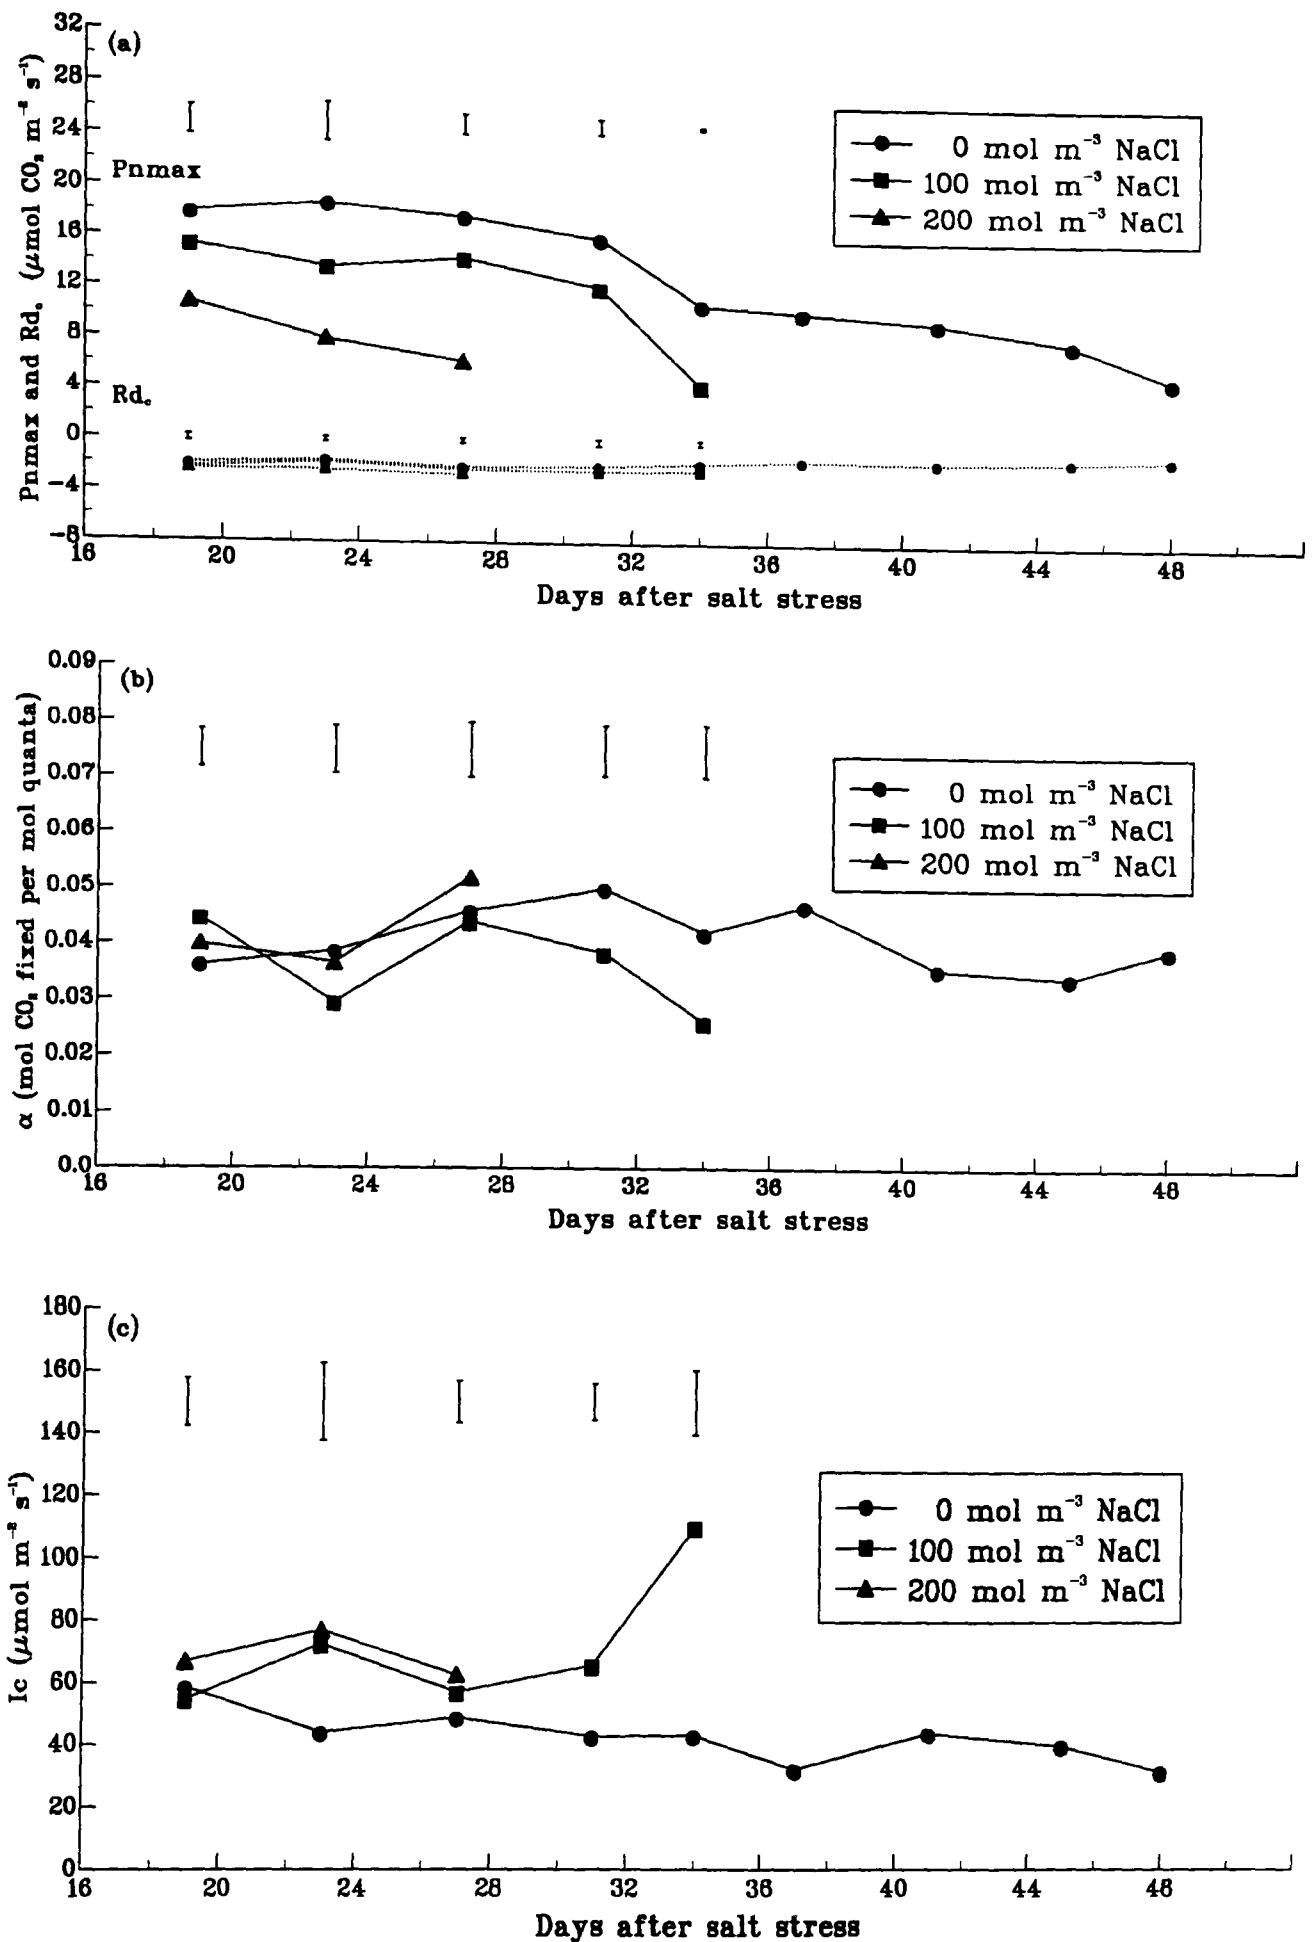 (a)
32
28
24
20
16
12
8
4
0
−4
−8
Pnmax and Rdₑ (μmol CO₂ m⁻² s⁻¹)
Pnmax
Rdₑ
0 mol m⁻³ NaCl
100 mol m⁻³ NaCl
200 mol m⁻³ NaCl
16 20 24 28 32 36 40 44 48
Days after salt stress
(b)
0.09
0.08
0.07
0.06
0.05
0.04
0.03
0.02
0.01
0.0
α (mol CO₂ fixed per mol quanta)
0 mol m⁻³ NaCl
100 mol m⁻³ NaCl
200 mol m⁻³ NaCl
16 20 24 28 32 36 40 44 48
Days after salt stress
(c)
180
160
140
120
100
80
60
40
20
0
Ic (μmol m⁻² s⁻¹)
0 mol m⁻³ NaCl
100 mol m⁻³ NaCl
200 mol m⁻³ NaCl
16 20 24 28 32 36 40 44 48
Days after salt stress